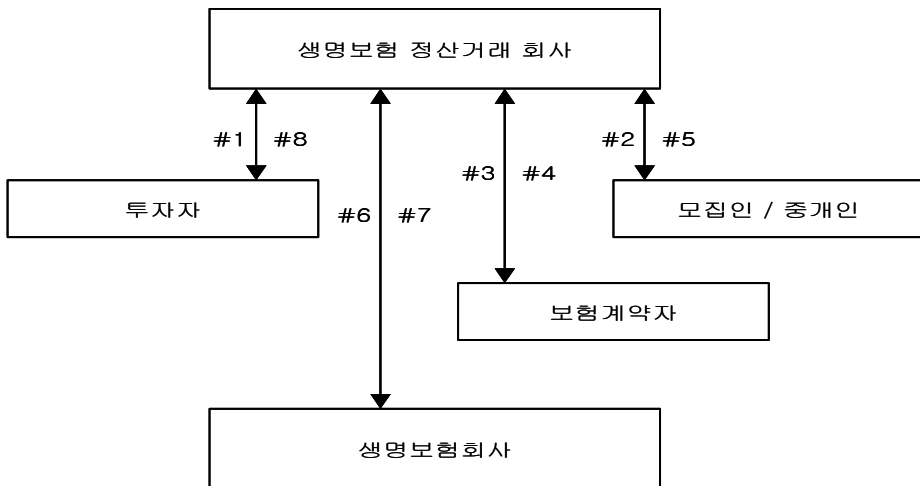 생명보험 정산거래 회사
#1 #8
#2 #5
#3 #4
투자자
#6 #7
모집인 / 중개인
보험계약자
생명보험회사